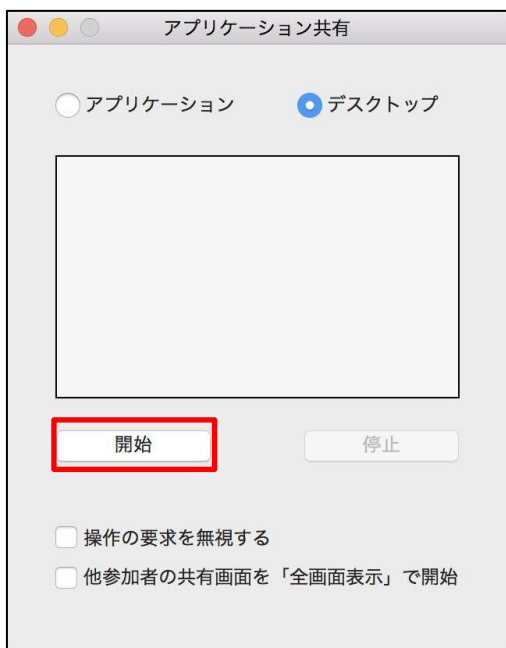 アプリケーション共有
アプリケーション デスクトップ
開始 停止
操作の要求を無視する
他参加者の共有画面を「全画面表示」で開始